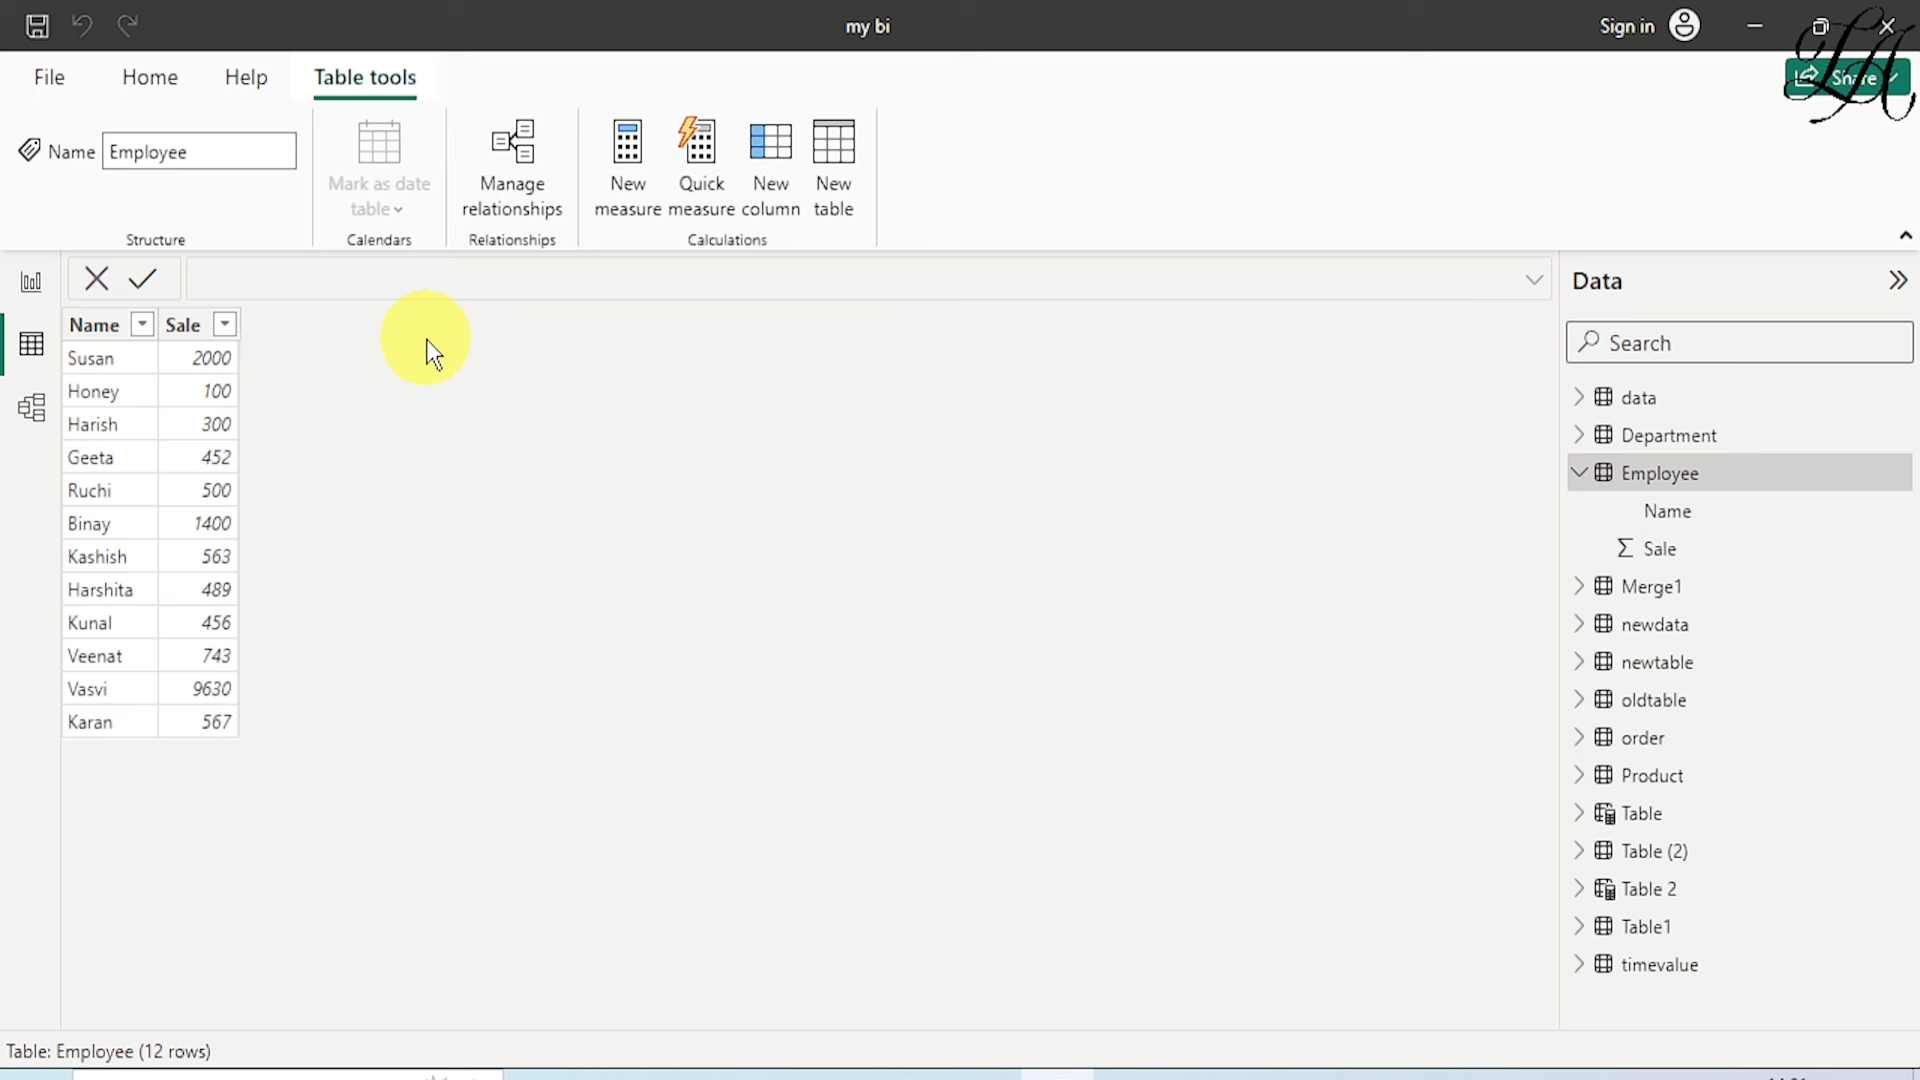 my bi
Sign in
File Home Help Table tools
Share
Name Employee
Mark as date table
Manage relationships
New measure
Quick measure
New column
New table
Structure
Calendars
Relationships
Calculations
Data
Search
Name Sale
Susan 2000
Honey 100
Harish 300
Geeta 452
Ruchi 500
Binay 1400
Kashish 563
Harshita 489
Kunal 456
Veenat 743
Vasvi 9630
Karan 567
data
Department
Employee
Name
Sale
Merge1
newdata
newtable
oldtable
order
Product
Table
Table (2)
Table 2
Table1
timevalue
Table: Employee (12 rows)
LA